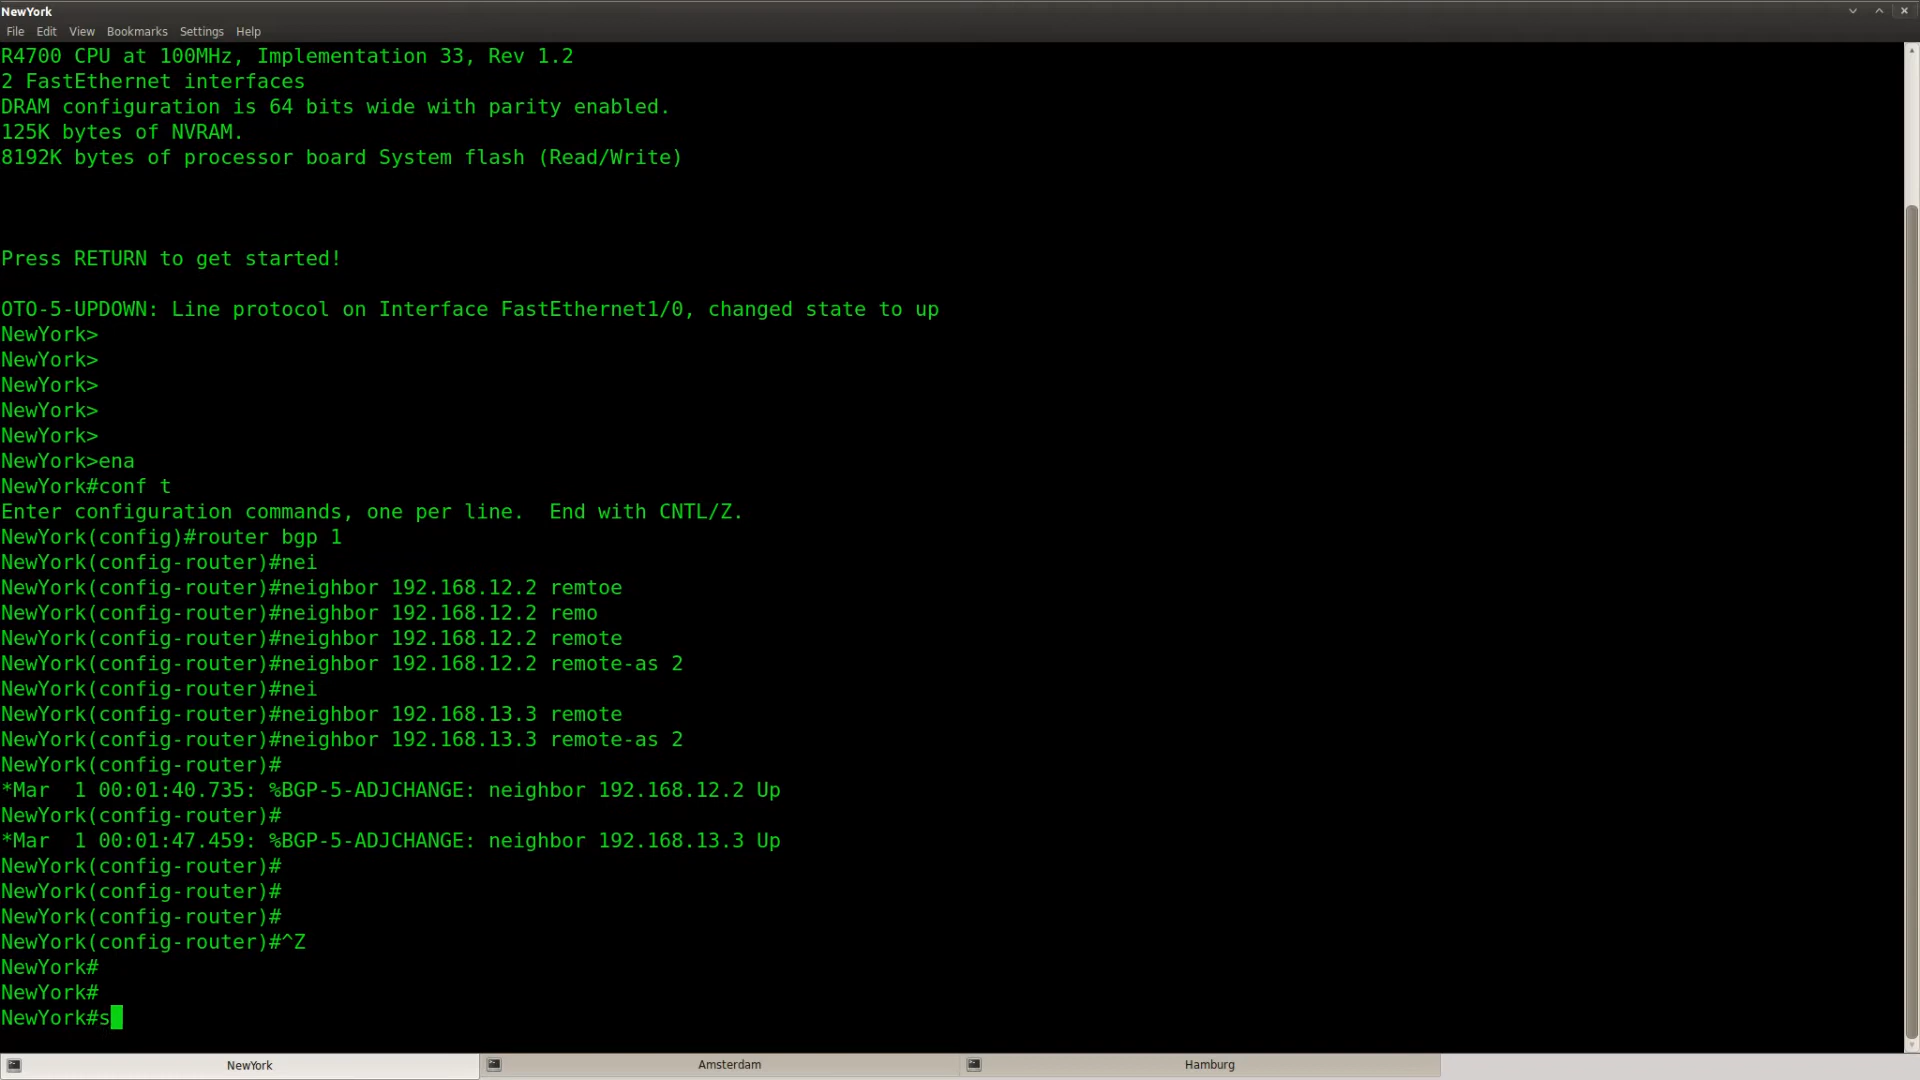 NewYork
File Edit View Bookmarks Settings Help
R4700 CPU at 100MHz, Implementation 33, Rev 1.2
2 FastEthernet interfaces
DRAM configuration is 64 bits wide with parity enabled.
125K bytes of NVRAM.
8192K bytes of processor board System flash (Read/Write)
Press RETURN to get started!
OTO-5-UPDOWN: Line protocol on Interface FastEthernet1/0, changed state to up
NewYork>
NewYork>
NewYork>
NewYork>
NewYork>
NewYork>ena
NewYork#conf t
Enter configuration commands, one per line.  End with CNTL/Z.
NewYork(config)#router bgp 1
NewYork(config-router)#nei
NewYork(config-router)#neighbor 192.168.12.2 remtoe
NewYork(config-router)#neighbor 192.168.12.2 remo
NewYork(config-router)#neighbor 192.168.12.2 remote
NewYork(config-router)#neighbor 192.168.12.2 remote-as 2
NewYork(config-router)#nei
NewYork(config-router)#neighbor 192.168.13.3 remote
NewYork(config-router)#neighbor 192.168.13.3 remote-as 2
NewYork(config-router)#
*Mar  1 00:01:40.735: %BGP-5-ADJCHANGE: neighbor 192.168.12.2 Up
NewYork(config-router)#
*Mar  1 00:01:47.459: %BGP-5-ADJCHANGE: neighbor 192.168.13.3 Up
NewYork(config-router)#
NewYork(config-router)#
NewYork(config-router)#
NewYork(config-router)#^Z
NewYork#
NewYork#
NewYork#s
NewYork Amsterdam Hamburg